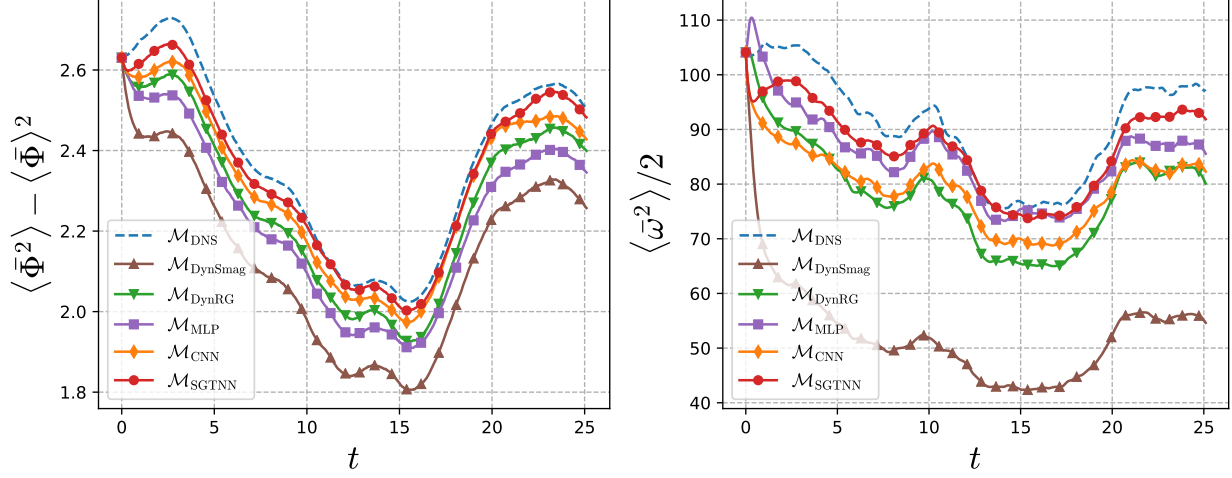 ⟨Φ̄²⟩ − ⟨Φ̄⟩²
2.6
2.4
2.2
2.0
1.8
0 5 10 15 20 25
t
ℳ_DNS
ℳ_DynSmag
ℳ_DynRG
ℳ_MLP
ℳ_CNN
ℳ_SGTNN
⟨ω̄²⟩/2
110
100
90
80
70
60
50
40
0 5 10 15 20 25
t
ℳ_DNS
ℳ_DynSmag
ℳ_DynRG
ℳ_MLP
ℳ_CNN
ℳ_SGTNN